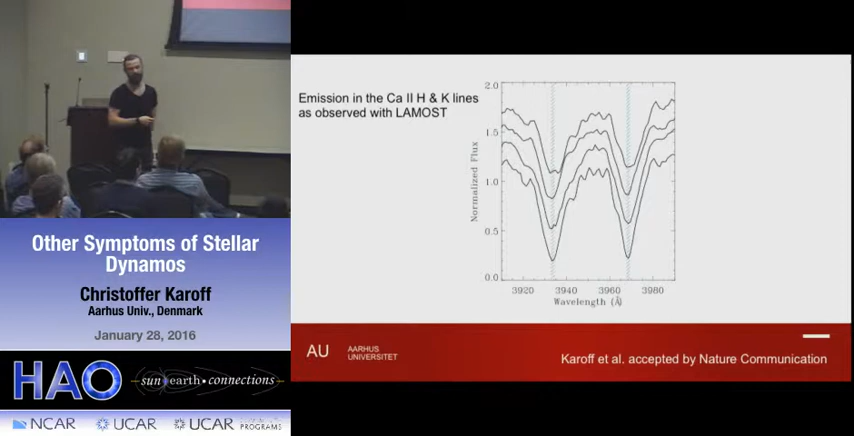 Other Symptoms of Stellar
Dynamos
Christoffer Karoff
Aarhus Univ., Denmark
January 28, 2016
HAO
sun earth • connections
NCAR
UCAR
UCAR
PROGRAMS
Emission in the Ca II H & K lines
as observed with LAMOST
Normalized Flux
2.0
1.5
1.0
0.5
0.0
3920 3940 3960 3980
Wavelength (Å)
AU
AARHUS
UNIVERSITET
Karoff et al. accepted by Nature Communication